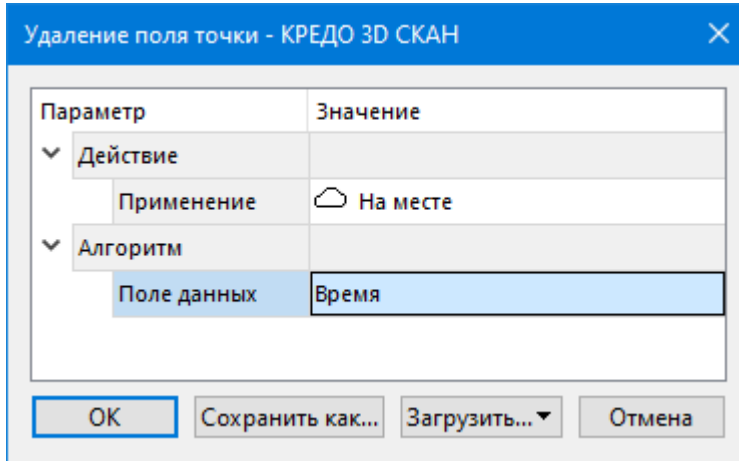 Удаление поля точки - КРЕДО 3D СКАН
Параметр Значение
Действие
Применение На месте
Алгоритм
Поле данных Время
ОК Сохранить как... Загрузить... Отмена